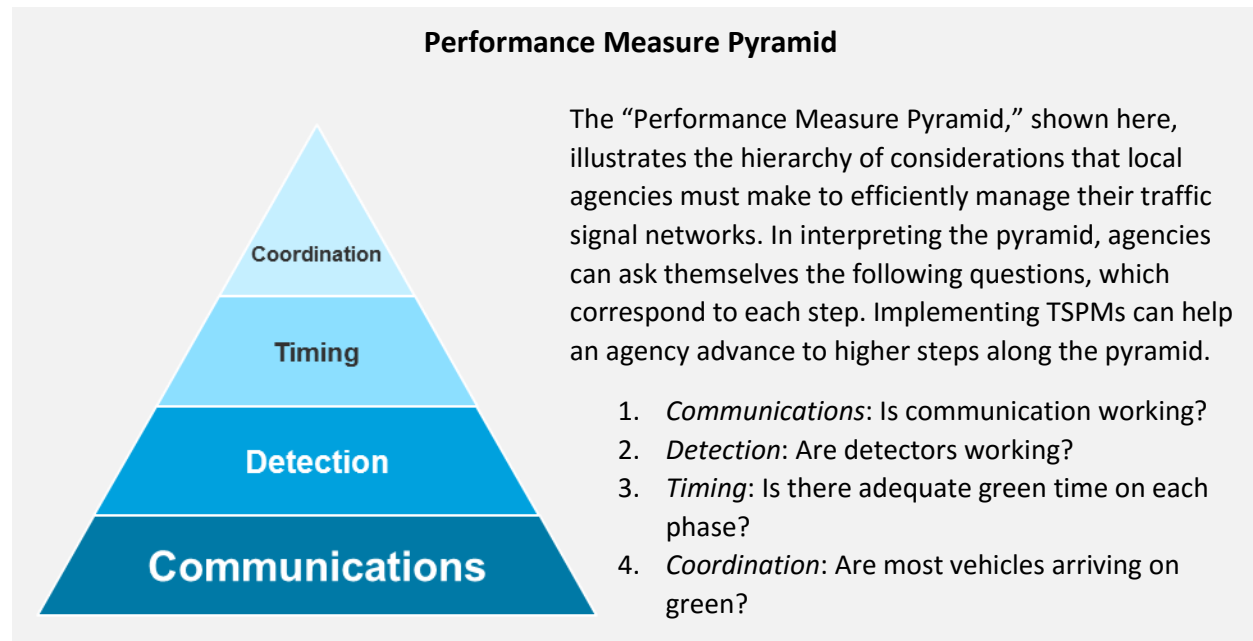 Performance Measure Pyramid
Coordination
Timing
Detection
Communications
The “Performance Measure Pyramid,” shown here,
illustrates the hierarchy of considerations that local
agencies must make to efficiently manage their traffic
signal networks. In interpreting the pyramid, agencies
can ask themselves the following questions, which
correspond to each step. Implementing TSPMs can help
an agency advance to higher steps along the pyramid.
1. Communications: Is communication working?
2. Detection: Are detectors working?
3. Timing: Is there adequate green time on each
phase?
4. Coordination: Are most vehicles arriving on
green?